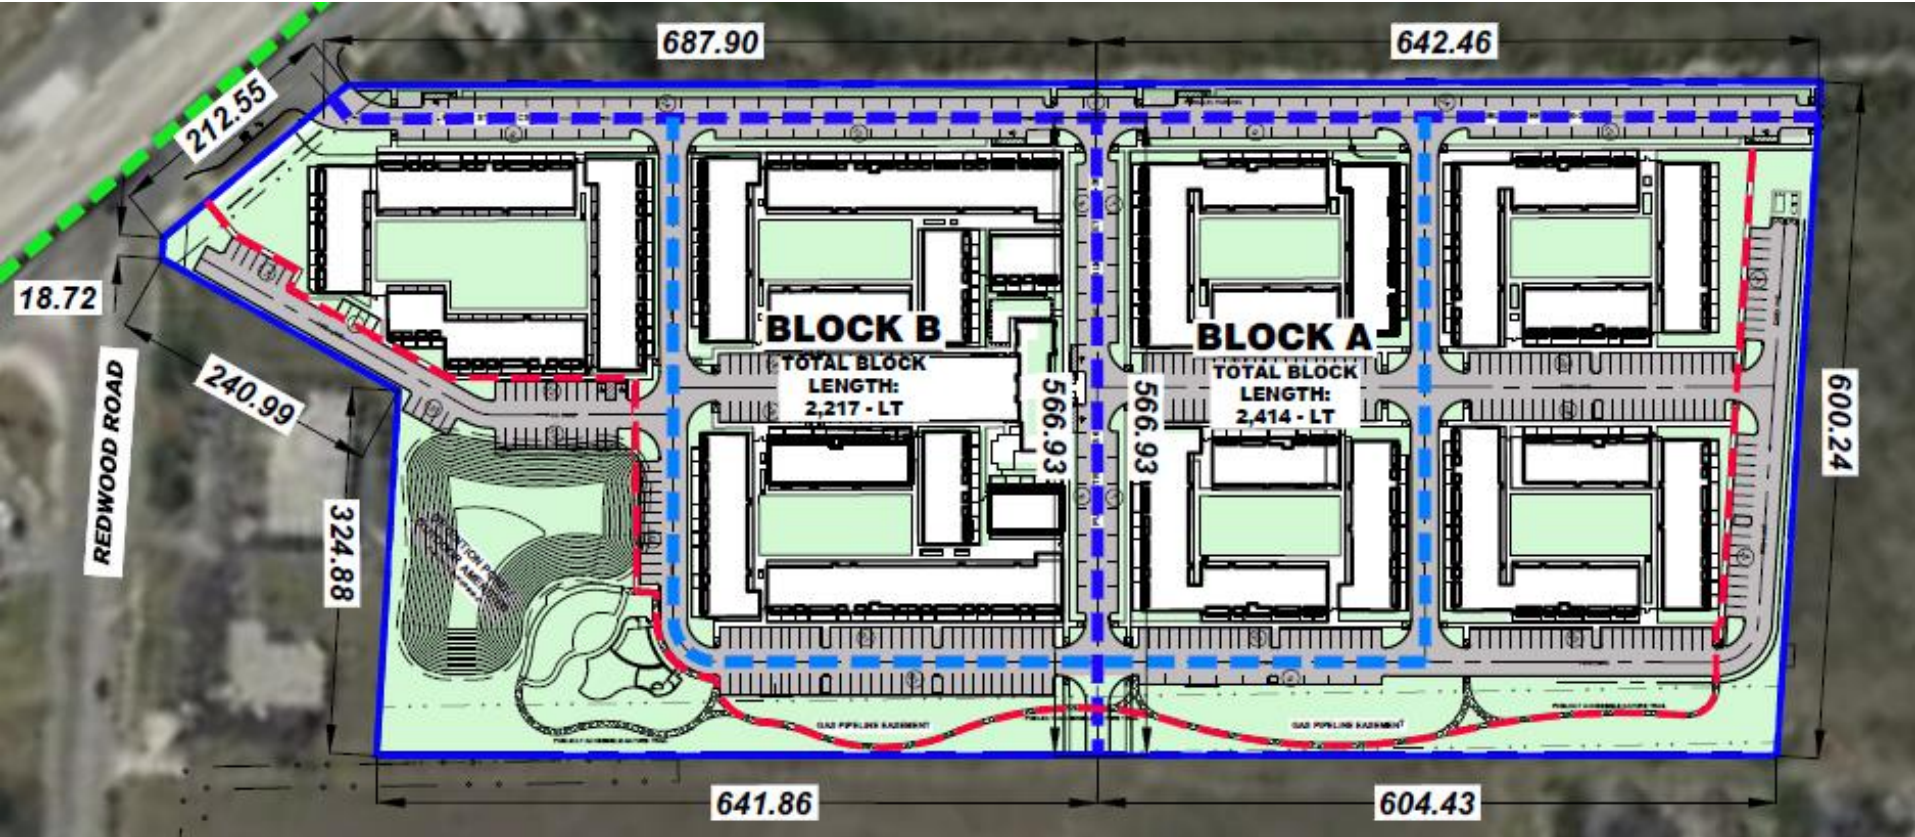 687.90
642.46
212.55
18.72
BLOCK B
TOTAL BLOCK
LENGTH:
2,217 - LT
BLOCK A
TOTAL BLOCK
LENGTH:
2,414 - LT
REDWOOD ROAD
240.99
566.93
566.93
600.24
324.88
GAS PIPELINE EASEMENT
GAS PIPELINE EASEMENT
641.86
604.43